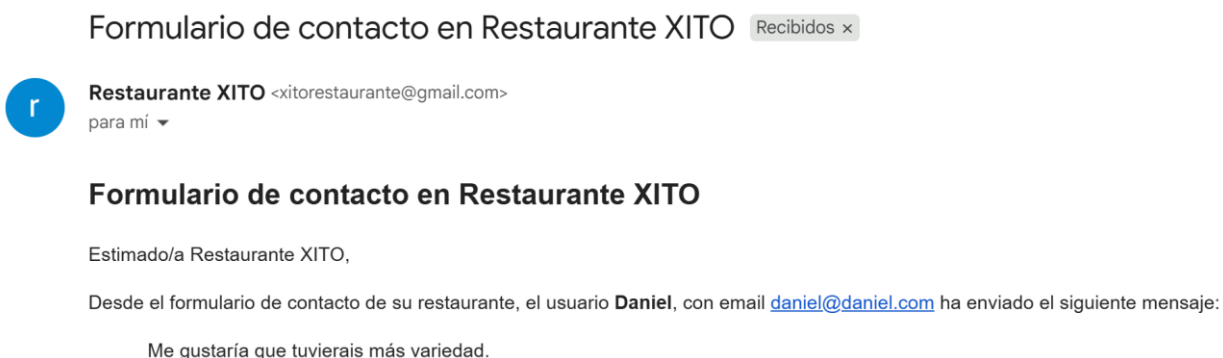 Formulario de contacto en Restaurante XITO Recibidos ×
r
Restaurante XITO <xitorestaurante@gmail.com>
para mí
Formulario de contacto en Restaurante XITO
Estimado/a Restaurante XITO,
Desde el formulario de contacto de su restaurante, el usuario Daniel, con email daniel@daniel.com ha enviado el siguiente mensaje:
Me gustaría que tuvierais más variedad.